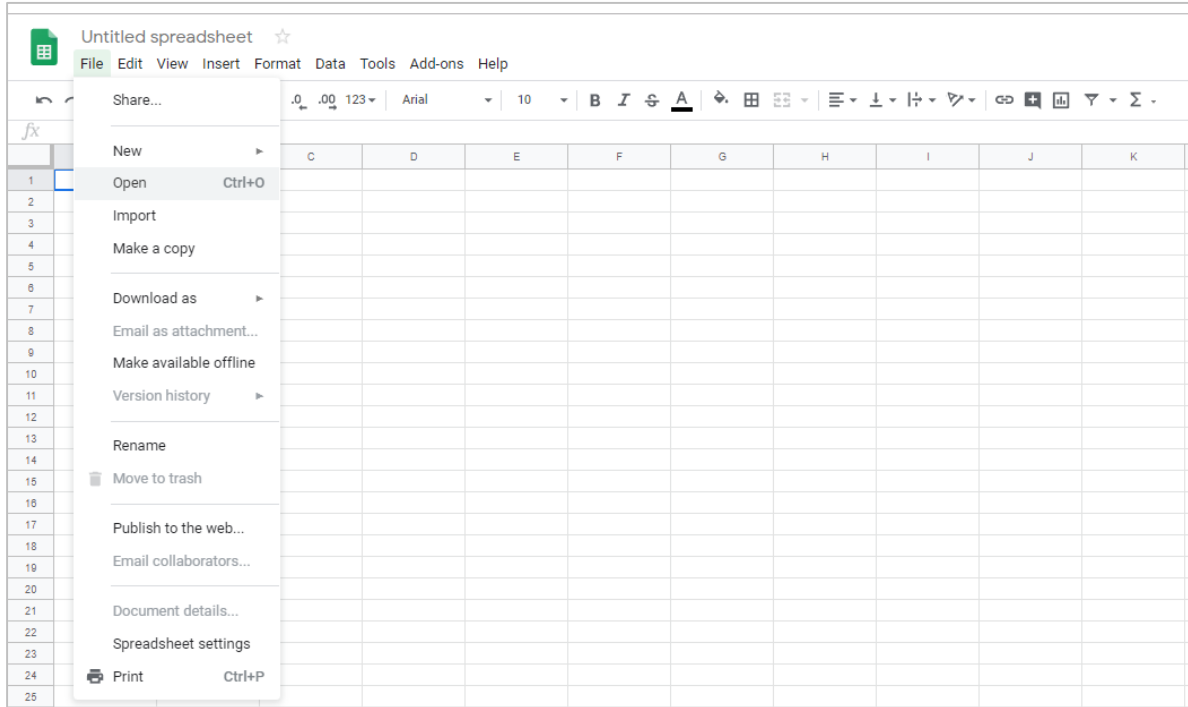 Untitled spreadsheet
File Edit View Insert Format Data Tools Add-ons Help
.0 .00 123 Arial 10 B I S A Σ
Share...
fx
New
C D E F G H I J K
1
Open Ctrl+O
2
Import
3
4
Make a copy
5
6
Download as
7
8
Email as attachment...
9
Make available offline
10
11
Version history
12
13
Rename
14
15
Move to trash
16
17
Publish to the web...
18
19
Email collaborators...
20
21
Document details...
22
Spreadsheet settings
23
24
Print Ctrl+P
25